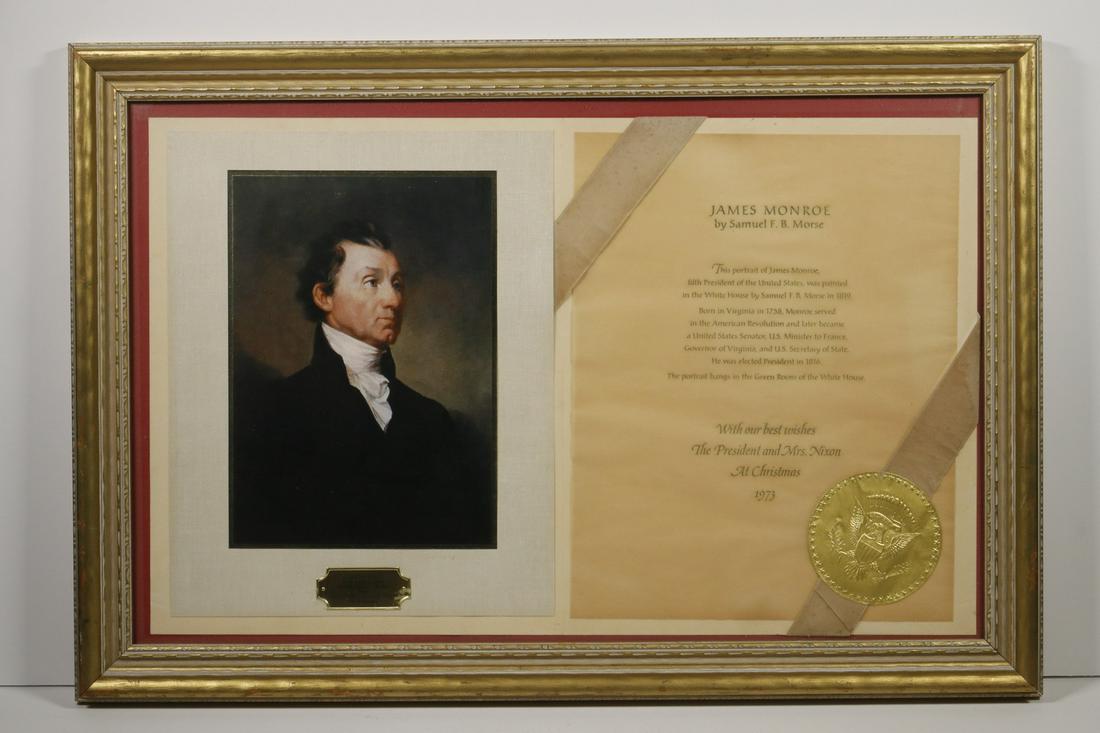 JAMES MONROE
by Samuel F. B. Morse
This portrait of James Monroe,
fifth President of the United States, was painted
in the White House by Samuel F. B. Morse in 1819.
Born in Virginia in 1758, Monroe served
in the American Revolution and later became
a United States Senator, U.S. Minister to France,
Governor of Virginia, and U.S. Secretary of State.
He was elected President in 1816.
The portrait hangs in the Green Room of the White House.
With our best wishes
The President and Mrs. Nixon
At Christmas
1973